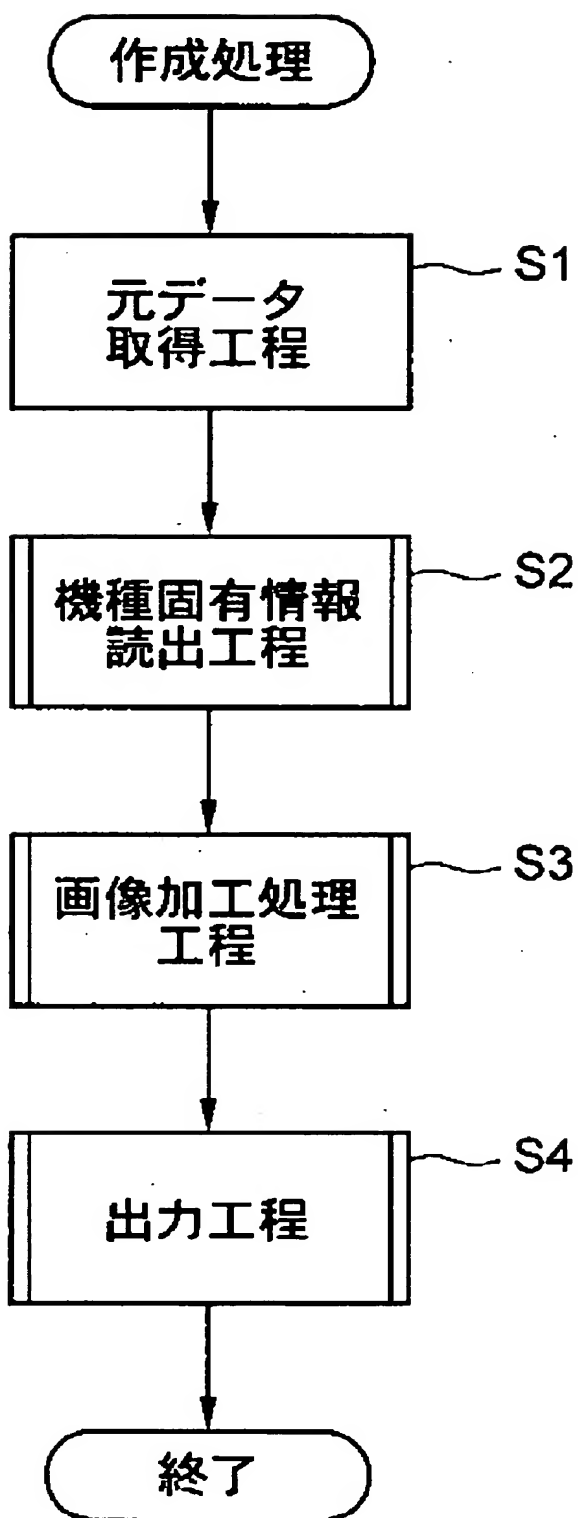 作成処理
元データ
取得工程
S1
機種固有情報
読出工程
S2
画像加工処理
工程
S3
出力工程
S4
終了